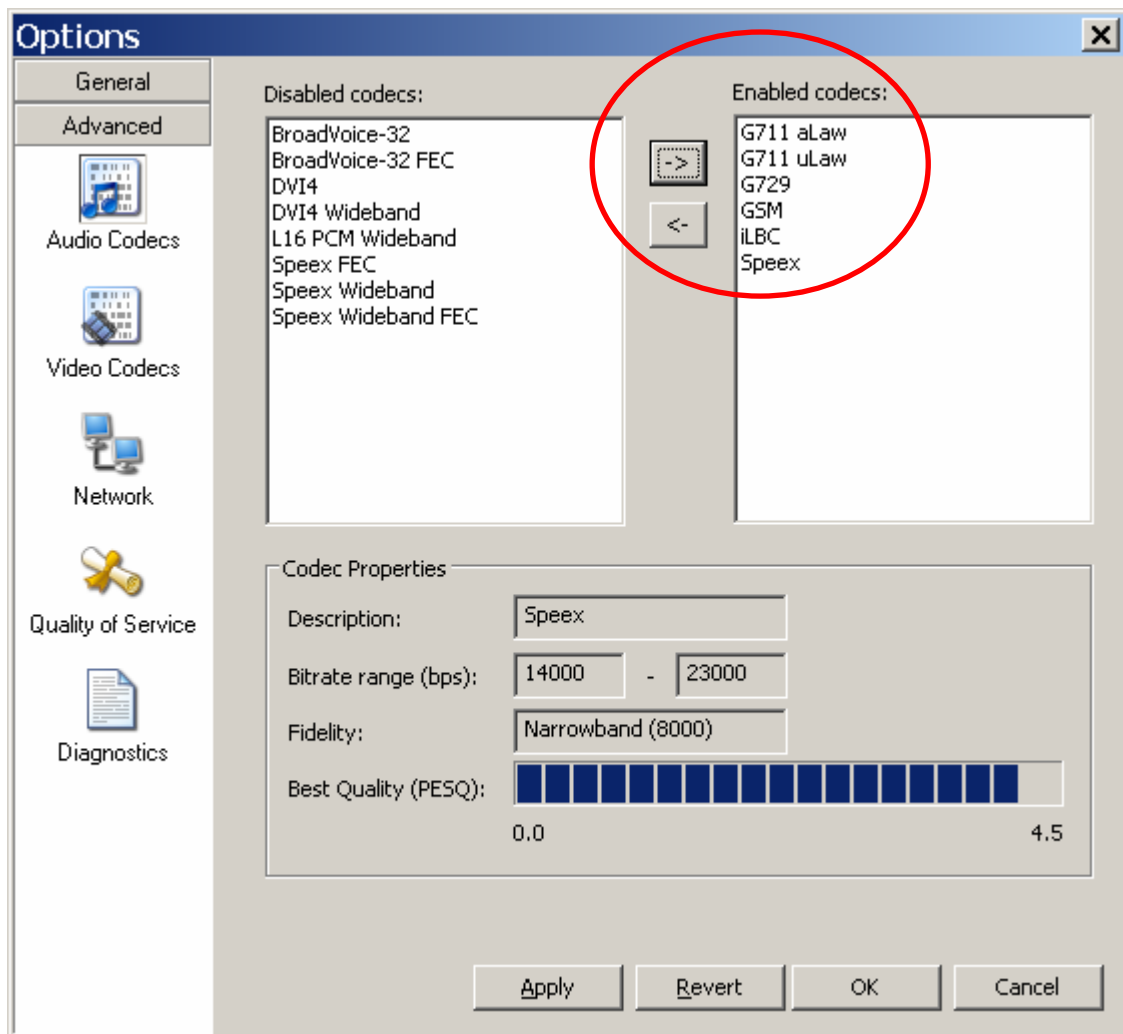 Options
General
Advanced
Audio Codecs
Video Codecs
Network
Quality of Service
Diagnostics
Disabled codecs:
BroadVoice-32
BroadVoice-32 FEC
DVI4
DVI4 Wideband
L16 PCM Wideband
Speex FEC
Speex Wideband
Speex Wideband FEC
->
<-
Enabled codecs:
G711 aLaw
G711 uLaw
G729
GSM
iLBC
Speex
Codec Properties
Description: Speex
Bitrate range (bps): 14000 - 23000
Fidelity: Narrowband (8000)
Best Quality (PESQ):
0.0 4.5
Apply Revert OK Cancel